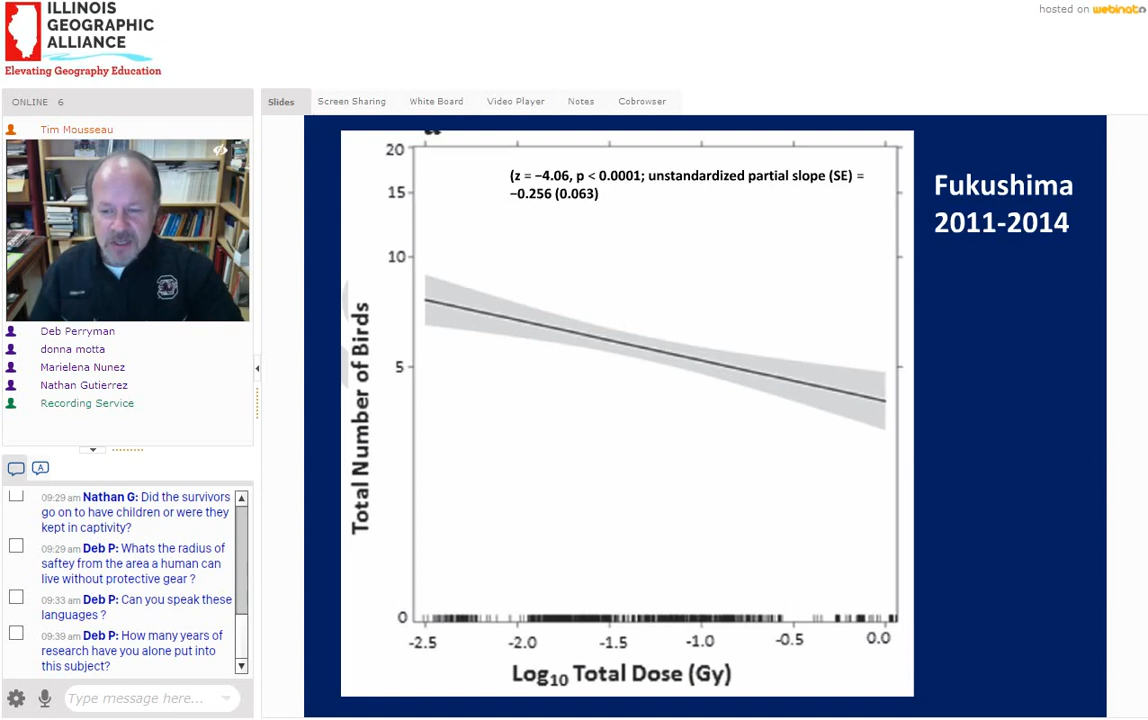 ILLINOIS
GEOGRAPHIC
ALLIANCE
Elevating Geography Education
hosted on webinato
ONLINE 6
Slides
Screen Sharing
White Board
Video Player
Notes
Cobrowser
Tim Mousseau
Deb Perryman
donna motta
Marielena Nunez
Nathan Gutierrez
Recording Service
A
09:29 am Nathan G: Did the survivors
go on to have children or were they
kept in captivity?
09:29 am Deb P: Whats the radius of
saftey from the area a human can
live without protective gear ?
09:33 am Deb P: Can you speak these
languages ?
09:39 am Deb P: How many years of
research have you alone put into
this subject?
Type message here...
(z = −4.06, p < 0.0001; unstandardized partial slope (SE) =
−0.256 (0.063)
Total Number of Birds
20
15
10
5
0
-2.5 -2.0 -1.5 -1.0 -0.5 0.0
Log₁₀ Total Dose (Gy)
Fukushima
2011-2014